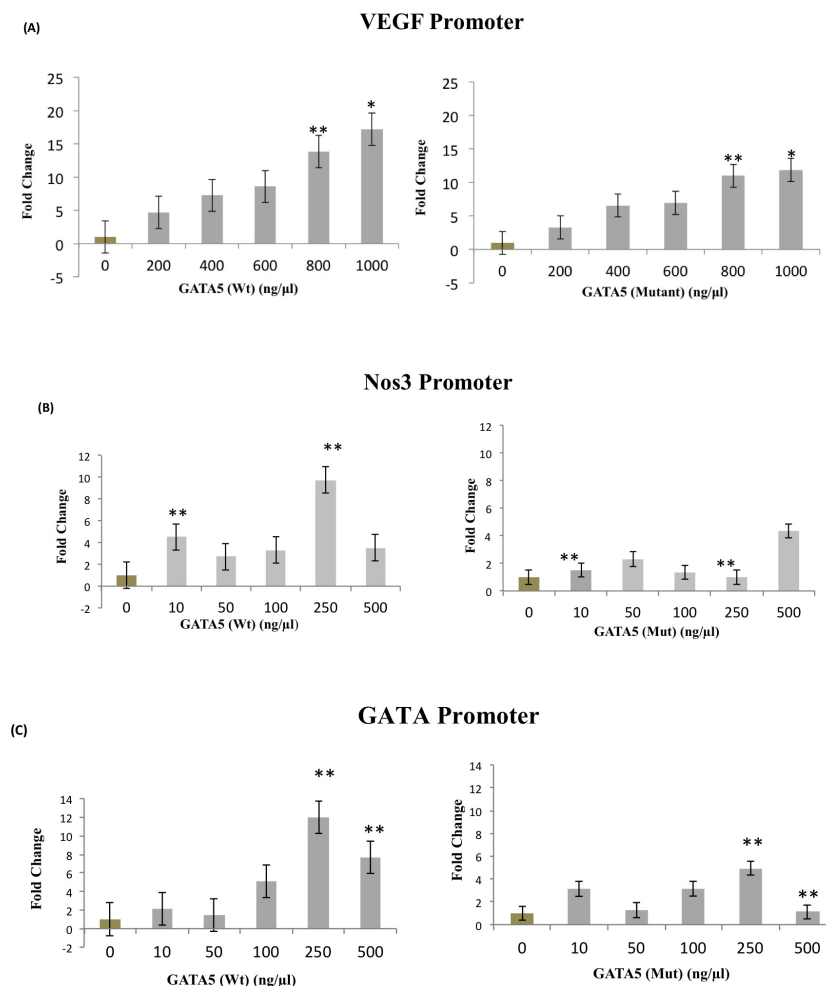 VEGF Promoter
(A)
25
20
15
10
5
0
-5
Fold Change
**
*
0 200 400 600 800 1000
GATA5 (Wt) (ng/µl)
25
20
15
10
5
0
-5
Fold Change
**
*
0 200 400 600 800 1000
GATA5 (Mutant) (ng/µl)
Nos3 Promoter
(B)
12
10
8
6
4
2
0
-2
Fold Change
**
**
0 10 50 100 250 500
GATA5 (Wt) (ng/µl)
12
10
8
6
4
2
0
Fold Change
**
**
0 10 50 100 250 500
GATA5 (Mut) (ng/µl)
GATA Promoter
(C)
14
12
10
8
6
4
2
0
-2
Fold Change
**
**
0 10 50 100 250 500
GATA5 (Wt) (ng/µl)
14
12
10
8
6
4
2
0
Fold Change
**
**
0 10 50 100 250 500
GATA5 (Mut) (ng/µl)